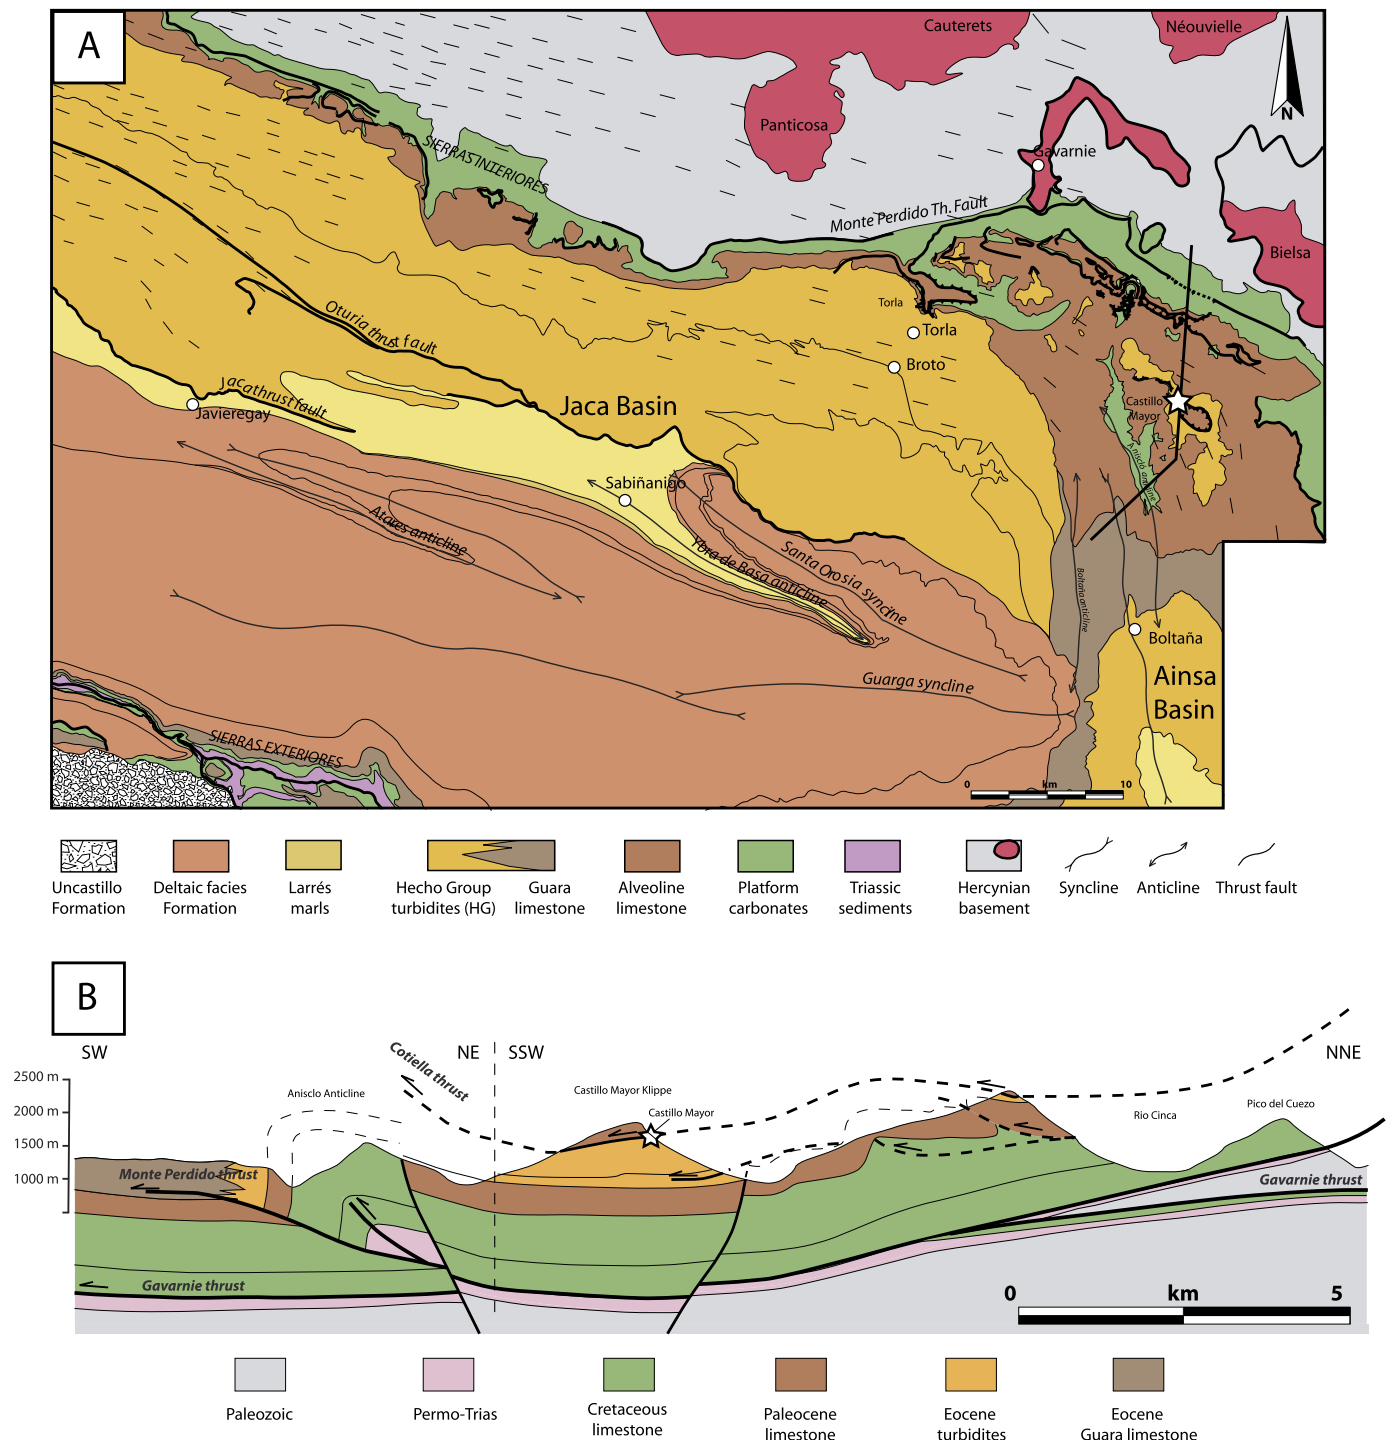 A
Cauterets
Néouvielle
N
Panticosa
Gavarnie
SIERRAS INTERIORES
Monte Perdido Th. Fault
Bielsa
Torla
Oturia thrust fault
Torla
Broto
Jaca thrust fault
Jaca Basin
Castillo
Mayor
Javieregay
Anisclo anticline
Sabiñanigo
Atares anticline
Ybra de Basa anticline
Santa Orosia syncline
Boltaña anticline
Boltaña
Guarga syncline
Ainsa
Basin
SIERRAS EXTERIORES
0 km 10
Uncastillo
Formation
Deltaic facies
Formation
Larrés
marls
Hecho Group
turbidites (HG)
Guara
limestone
Alveoline
limestone
Platform
carbonates
Triassic
sediments
Hercynian
basement
Syncline
Anticline
Thrust fault
B
SW
NE
SSW
NNE
Cotiella thrust
2500 m
2000 m
1500 m
1000 m
Anisclo Anticline
Castillo Mayor Klippe
Castillo Mayor
Rio Cinca
Pico del Cuezo
Monte Perdido thrust
Gavarnie thrust
Gavarnie thrust
0 km 5
Paleozoic
Permo-Trias
Cretaceous
limestone
Paleocene
limestone
Eocene
turbidites
Eocene
Guara limestone